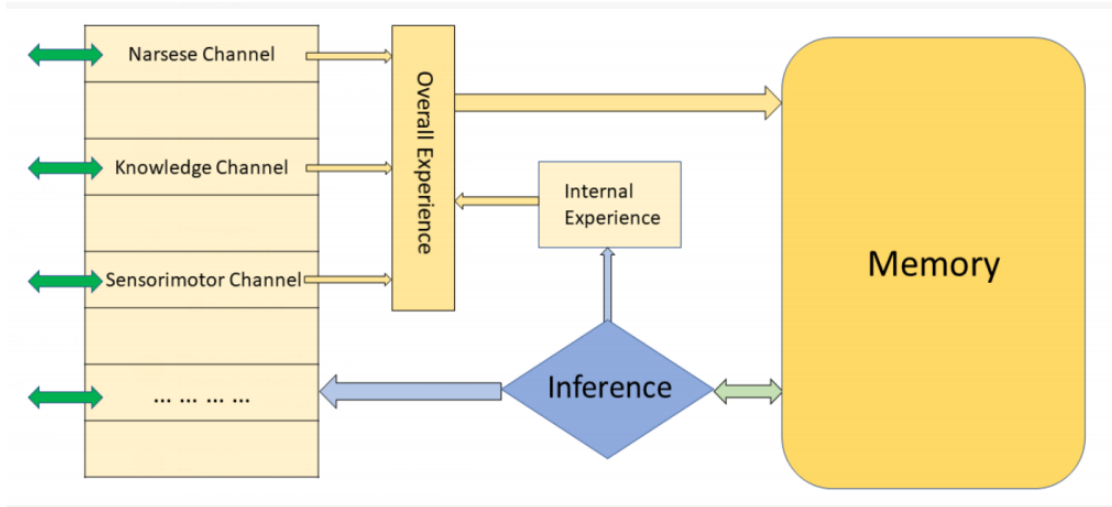 Narsese Channel
Knowledge Channel
Sensorimotor Channel
... ... ... ...
Overall Experience
Internal
Experience
Inference
Memory